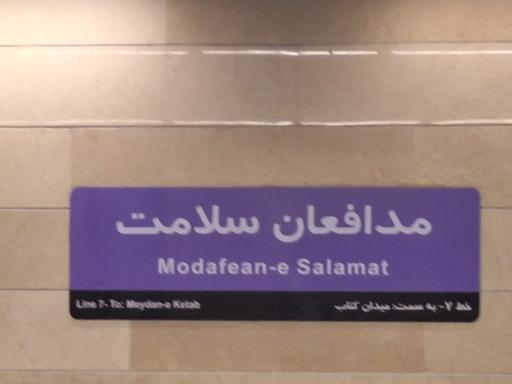 مدافعان سلامت
Modafean-e Salamat
خط ۷- به سمت: میدان کتاب
Line 7- To: Meydan-e Ketab